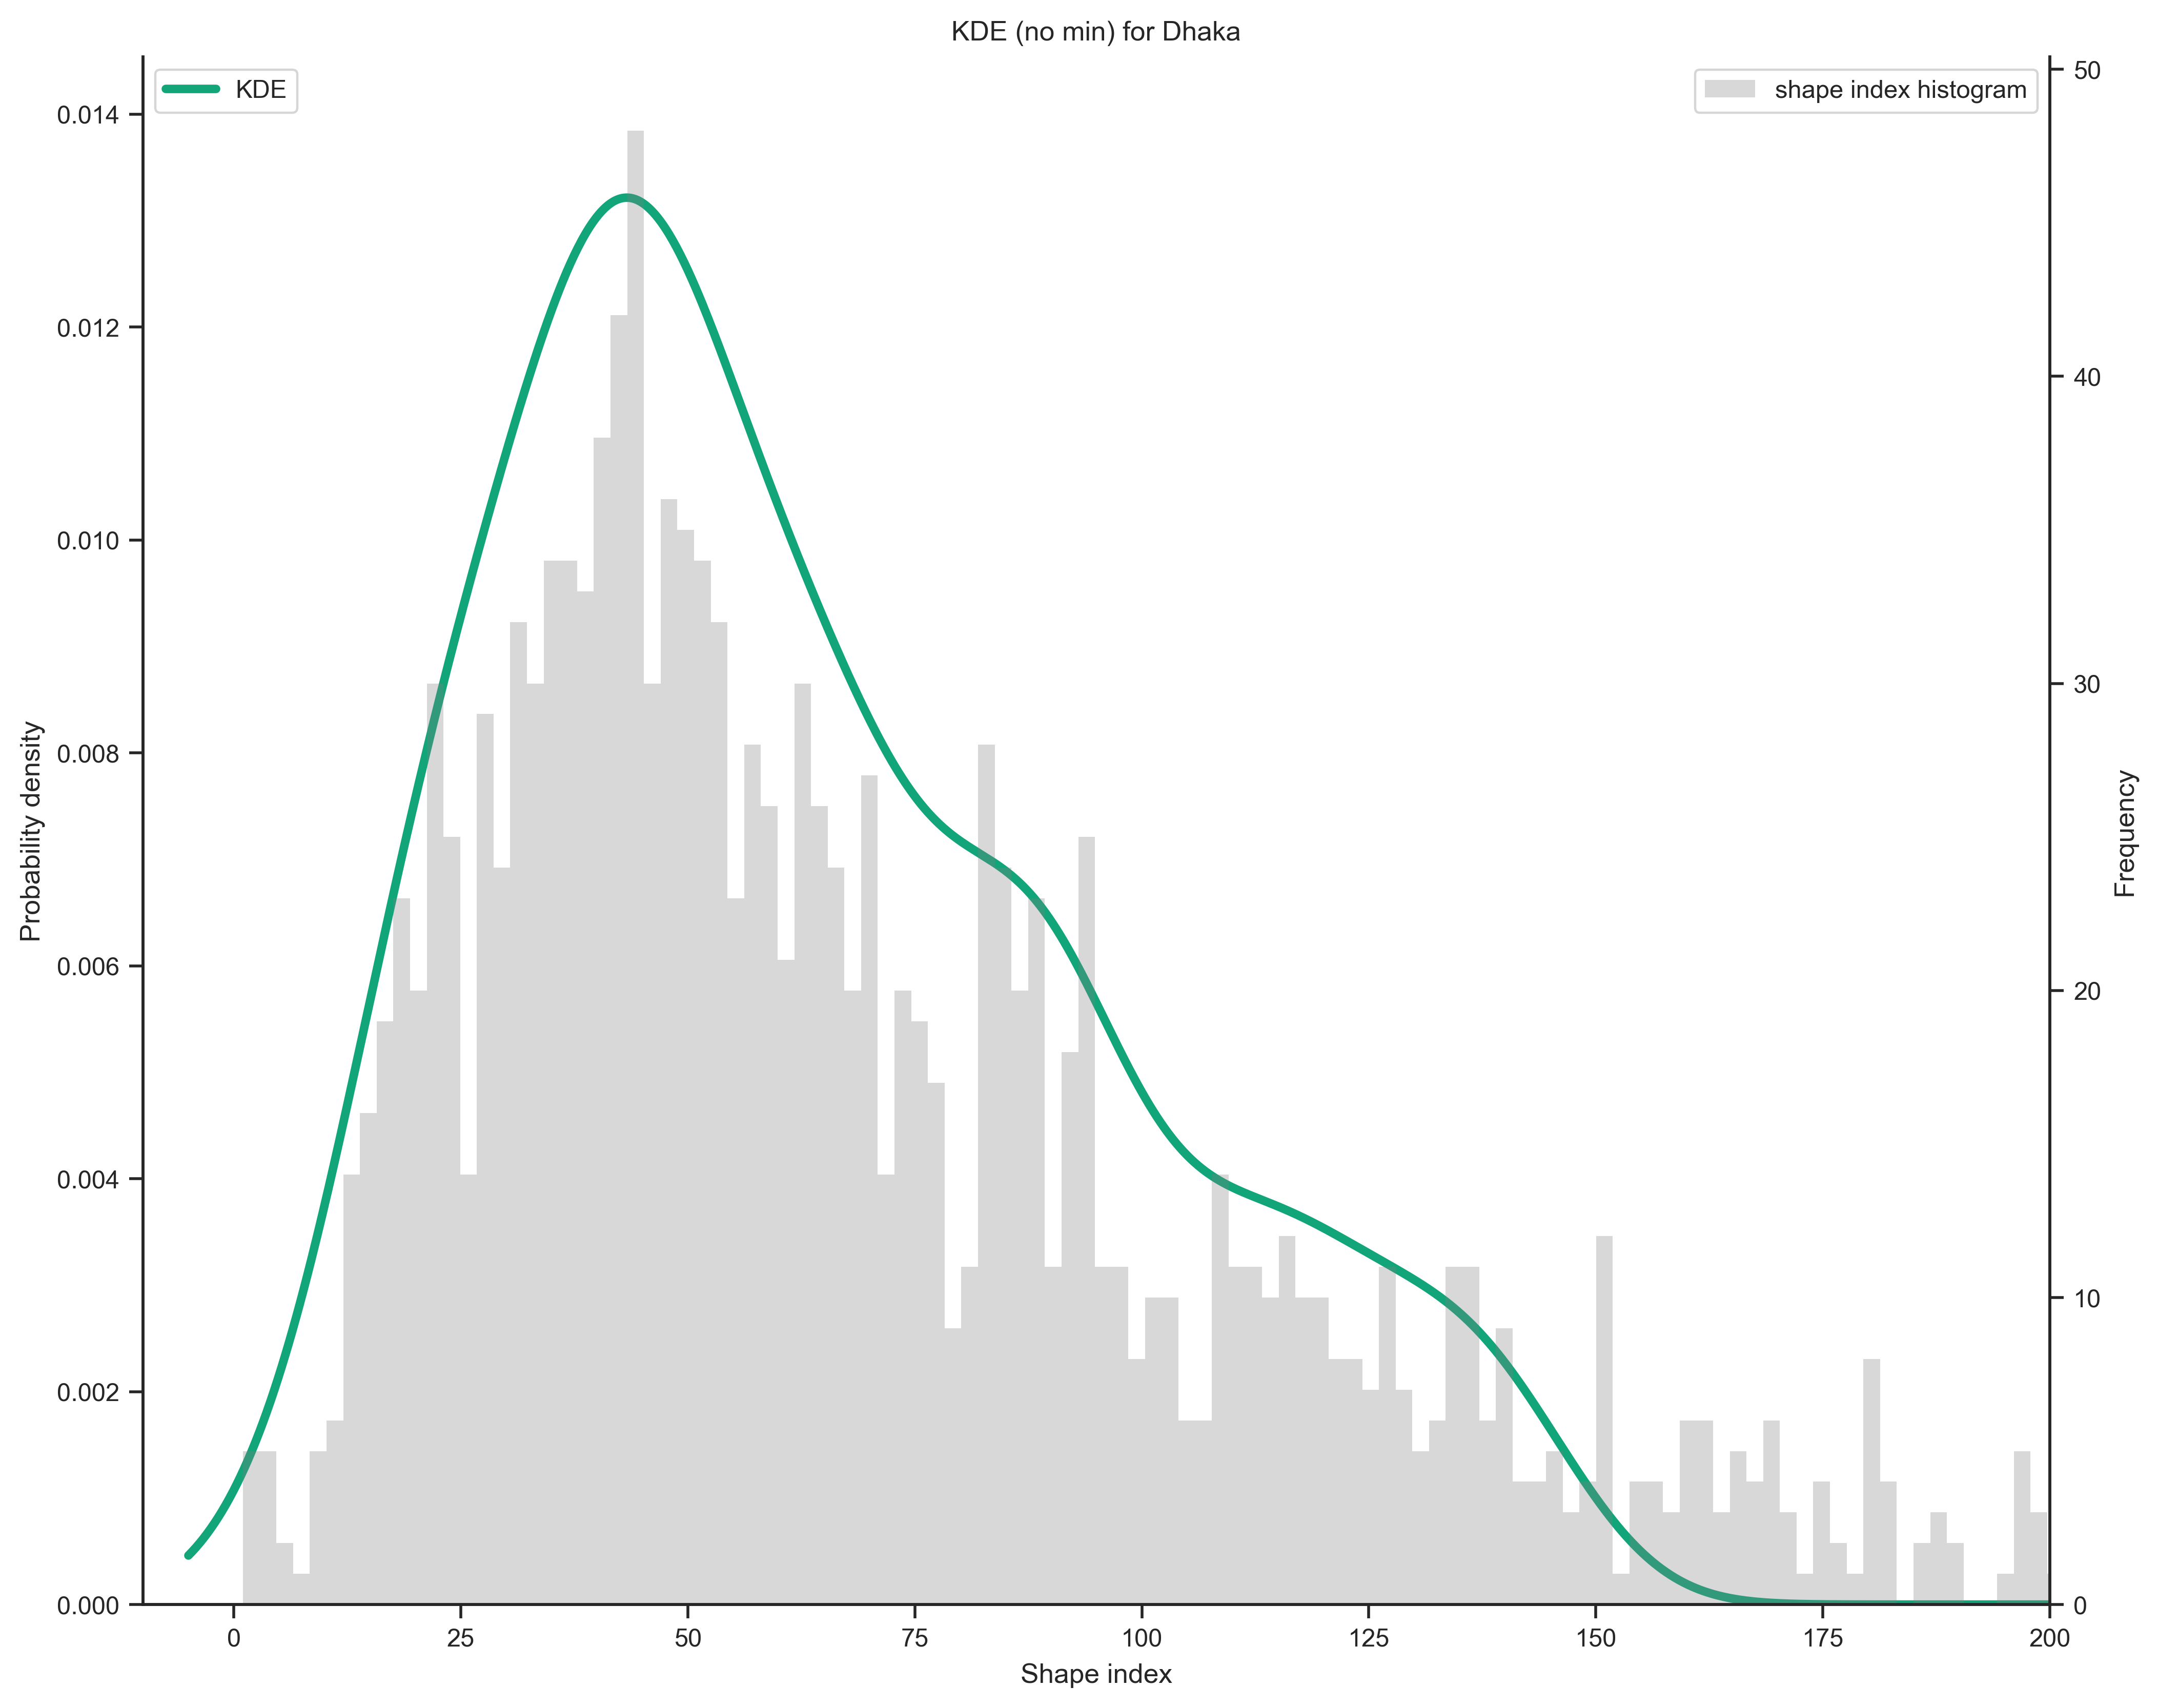 KDE (no min) for Dhaka
KDE
shape index histogram
0.014
0.012
0.010
0.008
0.006
0.004
0.002
0.000
Probability density
50
40
30
20
10
0
Frequency
0 25 50 75 100 125 150 175 200
Shape index